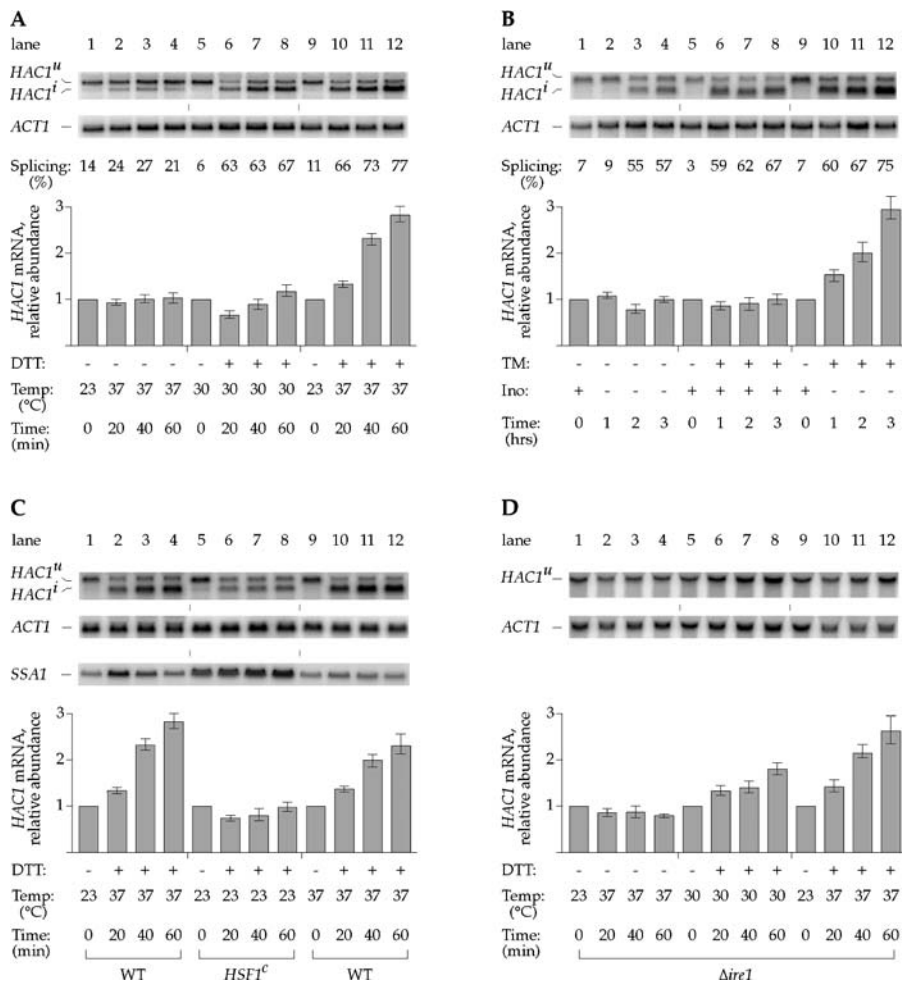 A
lane 1 2 3 4 5 6 7 8 9 10 11 12
HAC1u
HAC1i
ACT1
Splicing: (%) 14 24 27 21 6 63 63 67 11 66 73 77
HAC1 mRNA, relative abundance
3
2
1
DTT: - - - - - + + + - + + +
Temp: (°C) 23 37 37 37 30 30 30 30 23 37 37 37
Time: (min) 0 20 40 60 0 20 40 60 0 20 40 60
B
lane 1 2 3 4 5 6 7 8 9 10 11 12
HAC1u
HAC1i
ACT1
Splicing: (%) 7 9 55 57 3 59 62 67 7 60 67 75
HAC1 mRNA, relative abundance
3
2
1
TM: - - - - - + + + - + + +
Ino: + - - - + + + + + - - -
Time: (hrs) 0 1 2 3 0 1 2 3 0 1 2 3
C
lane 1 2 3 4 5 6 7 8 9 10 11 12
HAC1u
HAC1i
ACT1
SSA1
HAC1 mRNA, relative abundance
3
2
1
DTT: - + + + - + + + - + + +
Temp: (°C) 23 37 37 37 23 23 23 23 37 37 37 37
Time: (min) 0 20 40 60 0 20 40 60 0 20 40 60
WT HSF1c WT
D
lane 1 2 3 4 5 6 7 8 9 10 11 12
HAC1u
ACT1
HAC1 mRNA, relative abundance
3
2
1
DTT: - - - - - + + + - + + +
Temp: (°C) 23 37 37 37 30 30 30 30 23 37 37 37
Time: (min) 0 20 40 60 0 20 40 60 0 20 40 60
Δire1